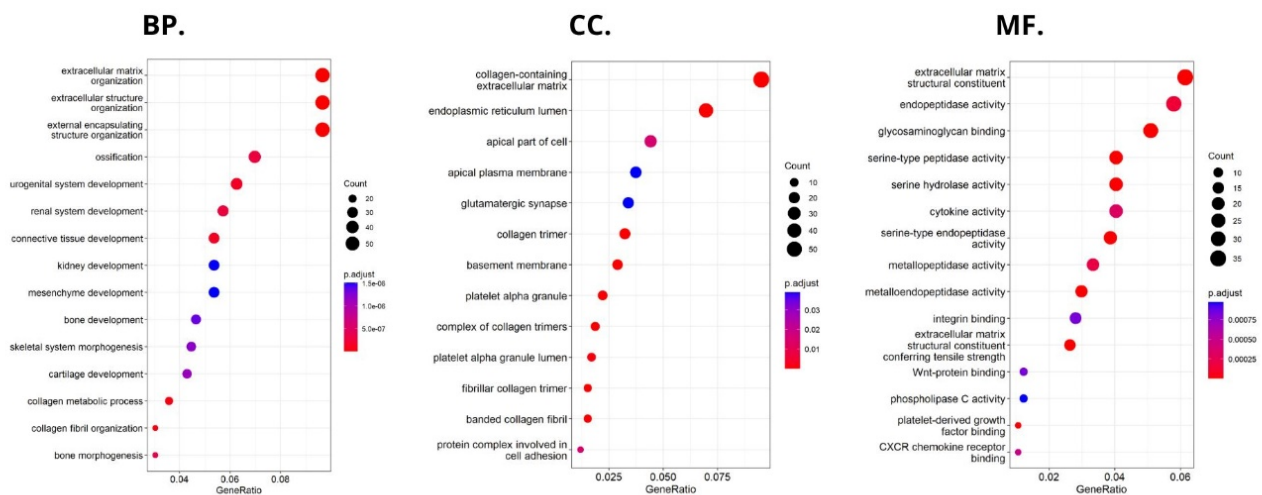 BP.
extracellular matrix
organization
extracellular structure
organization
external encapsulating
structure organization
ossification
urogenital system development
renal system development
connective tissue development
kidney development
mesenchyme development
bone development
skeletal system morphogenesis
cartilage development
collagen metabolic process
collagen fibril organization
bone morphogenesis
0.04 0.06 0.08
GeneRatio
Count
20
30
40
50
p.adjust
1.5e-06
1.0e-06
5.0e-07
CC.
collagen-containing
extracellular matrix
endoplasmic reticulum lumen
apical part of cell
apical plasma membrane
glutamatergic synapse
collagen trimer
basement membrane
platelet alpha granule
complex of collagen trimers
platelet alpha granule lumen
fibrillar collagen trimer
banded collagen fibril
protein complex involved in
cell adhesion
0.025 0.050 0.075
GeneRatio
Count
10
20
30
40
50
p.adjust
0.03
0.02
0.01
MF.
extracellular matrix
structural constituent
endopeptidase activity
glycosaminoglycan binding
serine-type peptidase activity
serine hydrolase activity
cytokine activity
serine-type endopeptidase
activity
metallopeptidase activity
metalloendopeptidase activity
integrin binding
extracellular matrix
structural constituent
conferring tensile strength
Wnt-protein binding
phospholipase C activity
platelet-derived growth
factor binding
CXCR chemokine receptor
binding
0.02 0.04 0.06
GeneRatio
Count
10
15
20
25
30
35
p.adjust
0.00075
0.00050
0.00025